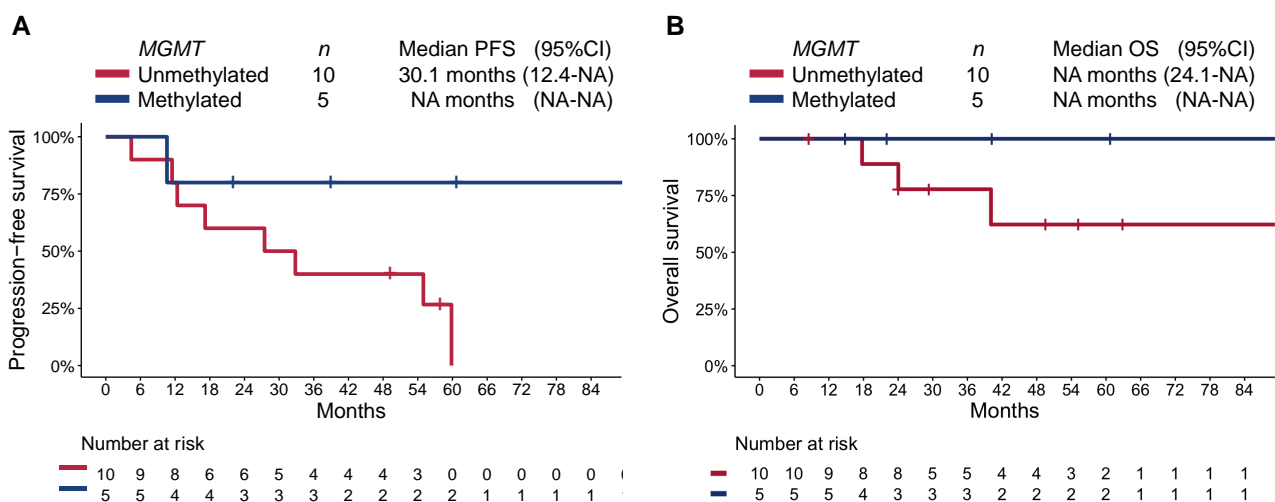 A
MGMT n Median PFS (95%CI)
Unmethylated 10 30.1 months (12.4-NA)
Methylated 5 NA months (NA-NA)
Progression-free survival
100%
75%
50%
25%
0%
0 6 12 18 24 30 36 42 48 54 60 66 72 78 84
Months
Number at risk
10 9 8 6 6 5 4 4 4 3 0 0 0 0 0
5 5 4 4 3 3 3 2 2 2 2 1 1 1 1
B
MGMT n Median OS (95%CI)
Unmethylated 10 NA months (24.1-NA)
Methylated 5 NA months (NA-NA)
Overall survival
100%
75%
50%
25%
0%
0 6 12 18 24 30 36 42 48 54 60 66 72 78 84
Months
Number at risk
10 10 9 8 8 5 5 4 4 3 2 1 1 1 1
5 5 5 4 3 3 3 2 2 2 2 1 1 1 1